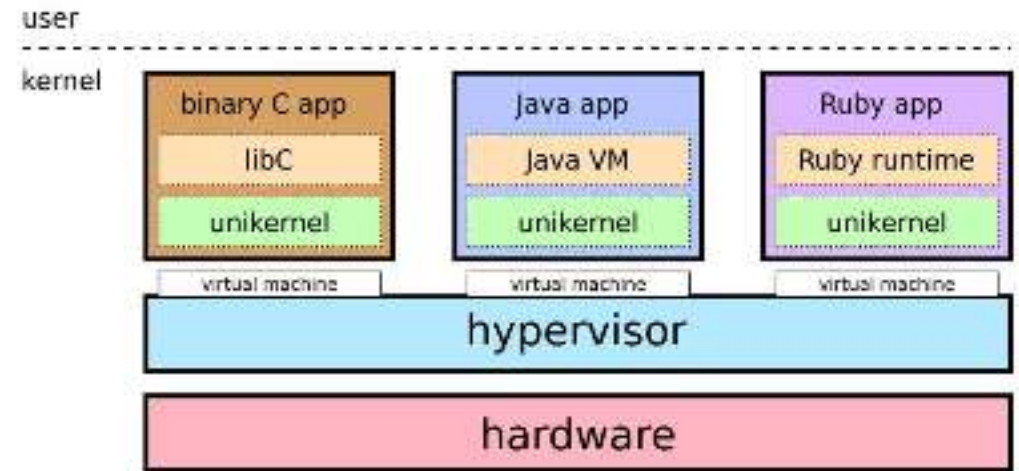 user
kernel
binary C app
libC
unikernel
virtual machine
Java app
Java VM
unikernel
virtual machine
Ruby app
Ruby runtime
unikernel
virtual machine
hypervisor
hardware